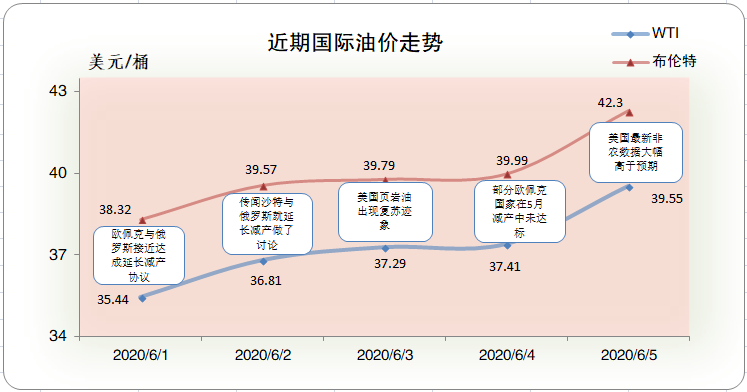 近期国际油价走势
WTI
布伦特
美元/桶
43
40
37
34
38.32
39.57
39.79
39.99
42.3
欧佩克与俄
罗斯接近达
成延长减产
协议
传闻沙特与
俄罗斯就延
长减产做了
讨论
美国页岩油
出现复苏迹
象
部分欧佩克
国家在5月
减产中未达
标
美国最新非
农数据大幅
高于预期
35.44
36.81
37.29
37.41
39.55
2020/6/1
2020/6/2
2020/6/3
2020/6/4
2020/6/5